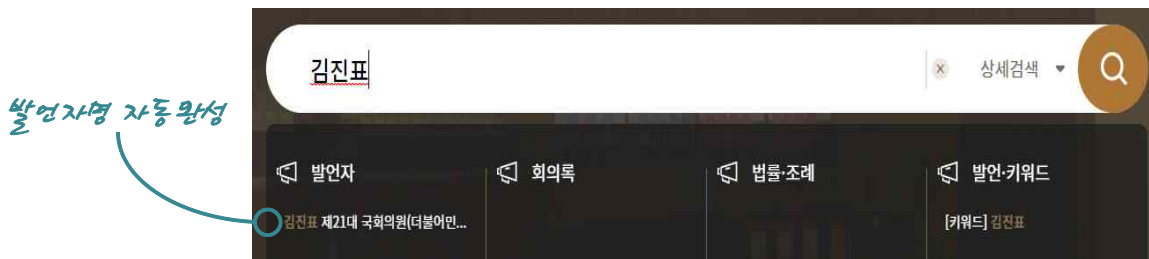 김진표
x 상세검색
발언자명 자동완성
발언자 회의록 법률·조례 발언·키워드
김진표 제21대 국회의원(더불어민... [키워드] 김진표